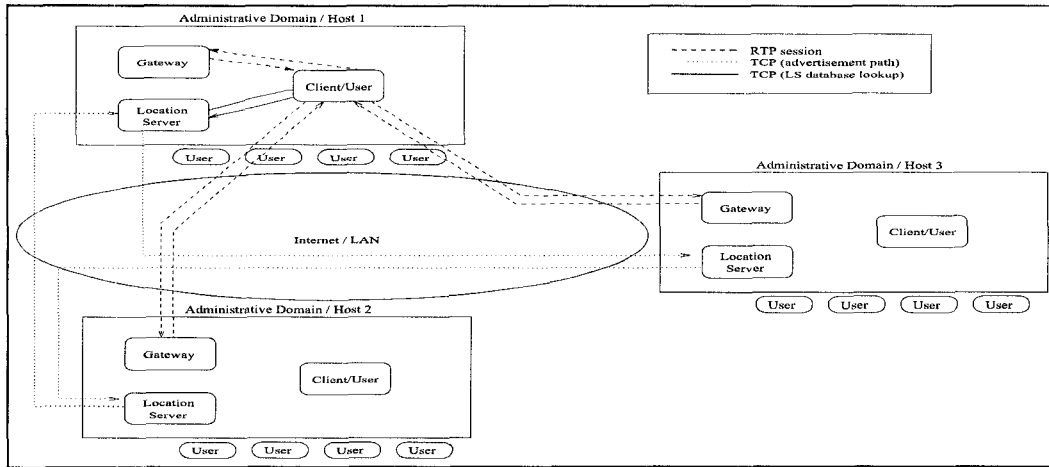 Administrative Domain / Host 1
Gateway
Client/User
Location
Server
User
User
User
User
RTP session
TCP (advertisement path)
TCP (LS database lookup)
Administrative Domain / Host 3
Gateway
Client/User
Location
Server
User
User
User
User
Internet / LAN
Administrative Domain / Host 2
Gateway
Client/User
Location
Server
User
User
User
User